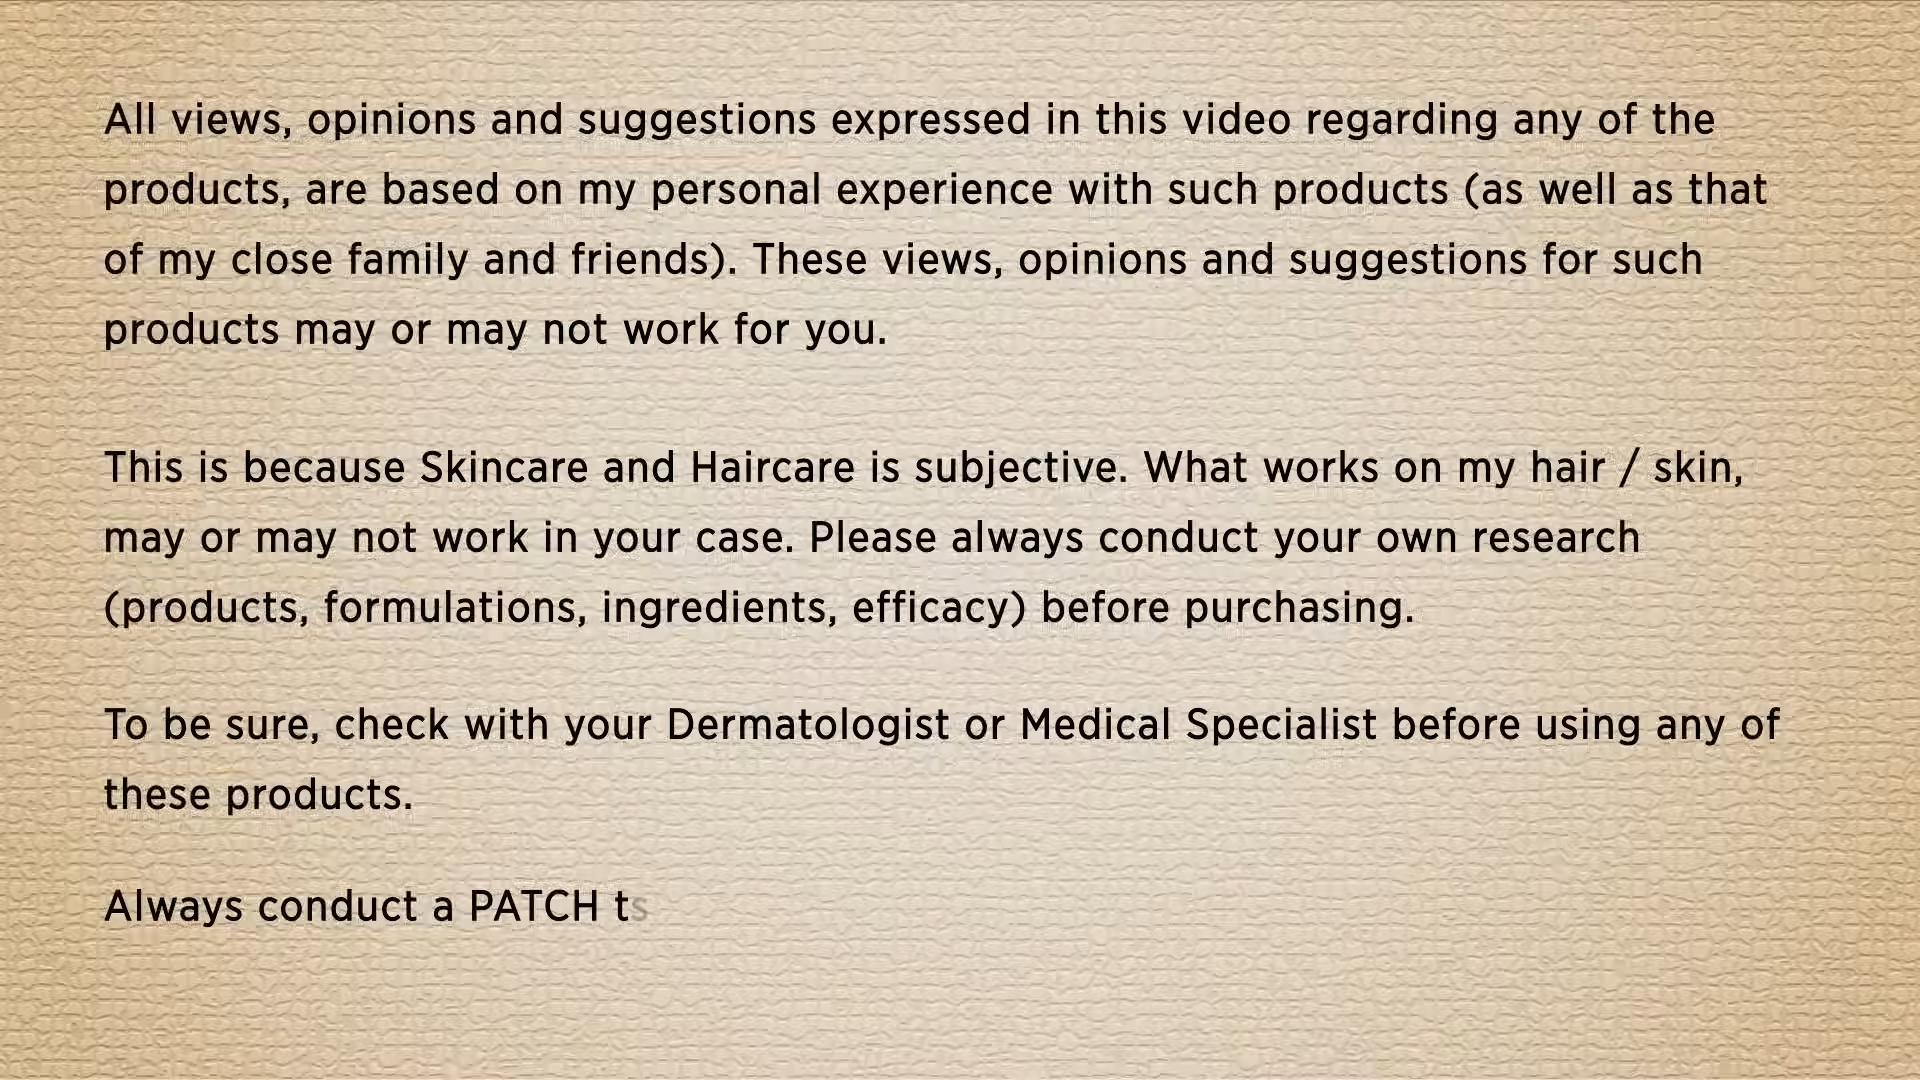 All views, opinions and suggestions expressed in this video regarding any of the
products, are based on my personal experience with such products (as well as that
of my close family and friends). These views, opinions and suggestions for such
products may or may not work for you.
This is because Skincare and Haircare is subjective. What works on my hair / skin,
may or may not work in your case. Please always conduct your own research
(products, formulations, ingredients, efficacy) before purchasing.
To be sure, check with your Dermatologist or Medical Specialist before using any of
these products.
Always conduct a PATCH ts